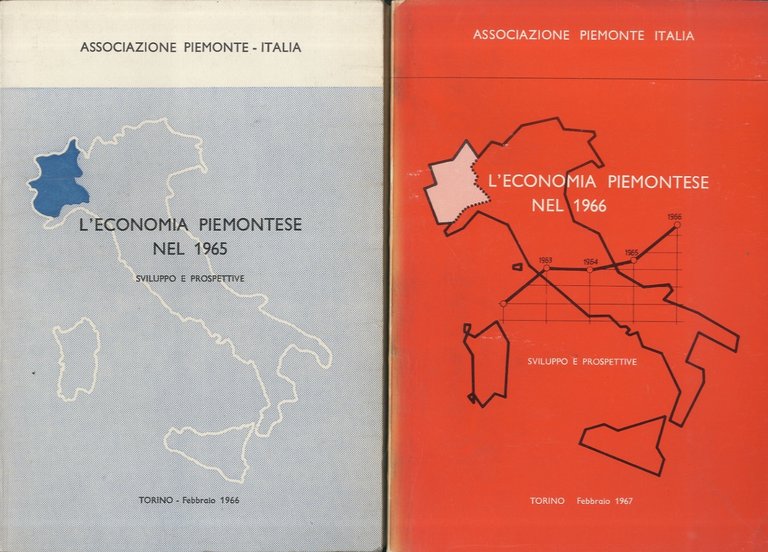 ASSOCIAZIONE PIEMONTE - ITALIA
L'ECONOMIA PIEMONTESE
NEL 1965
SVILUPPO E PROSPETTIVE
TORINO - Febbraio 1966
ASSOCIAZIONE PIEMONTE ITALIA
L'ECONOMIA PIEMONTESE
NEL 1966
1966
1963
1964
1965
SVILUPPO E PROSPETTIVE
TORINO Febbraio 1967